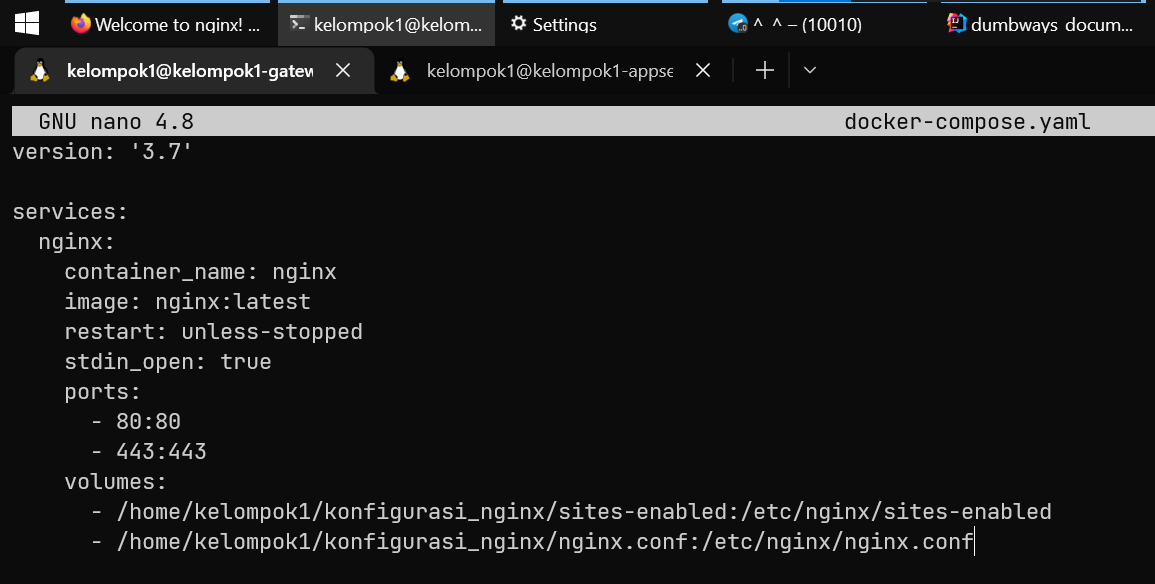 Welcome to nginx! ... kelompok1@kelom... Settings ^ ^ – (10010) dumbways docum...
kelompok1@kelompok1-gatew kelompok1@kelompok1-appse
GNU nano 4.8 docker-compose.yaml
version: '3.7'
services:
nginx:
container_name: nginx
image: nginx:latest
restart: unless-stopped
stdin_open: true
ports:
- 80:80
- 443:443
volumes:
- /home/kelompok1/konfigurasi_nginx/sites-enabled:/etc/nginx/sites-enabled
- /home/kelompok1/konfigurasi_nginx/nginx.conf:/etc/nginx/nginx.conf